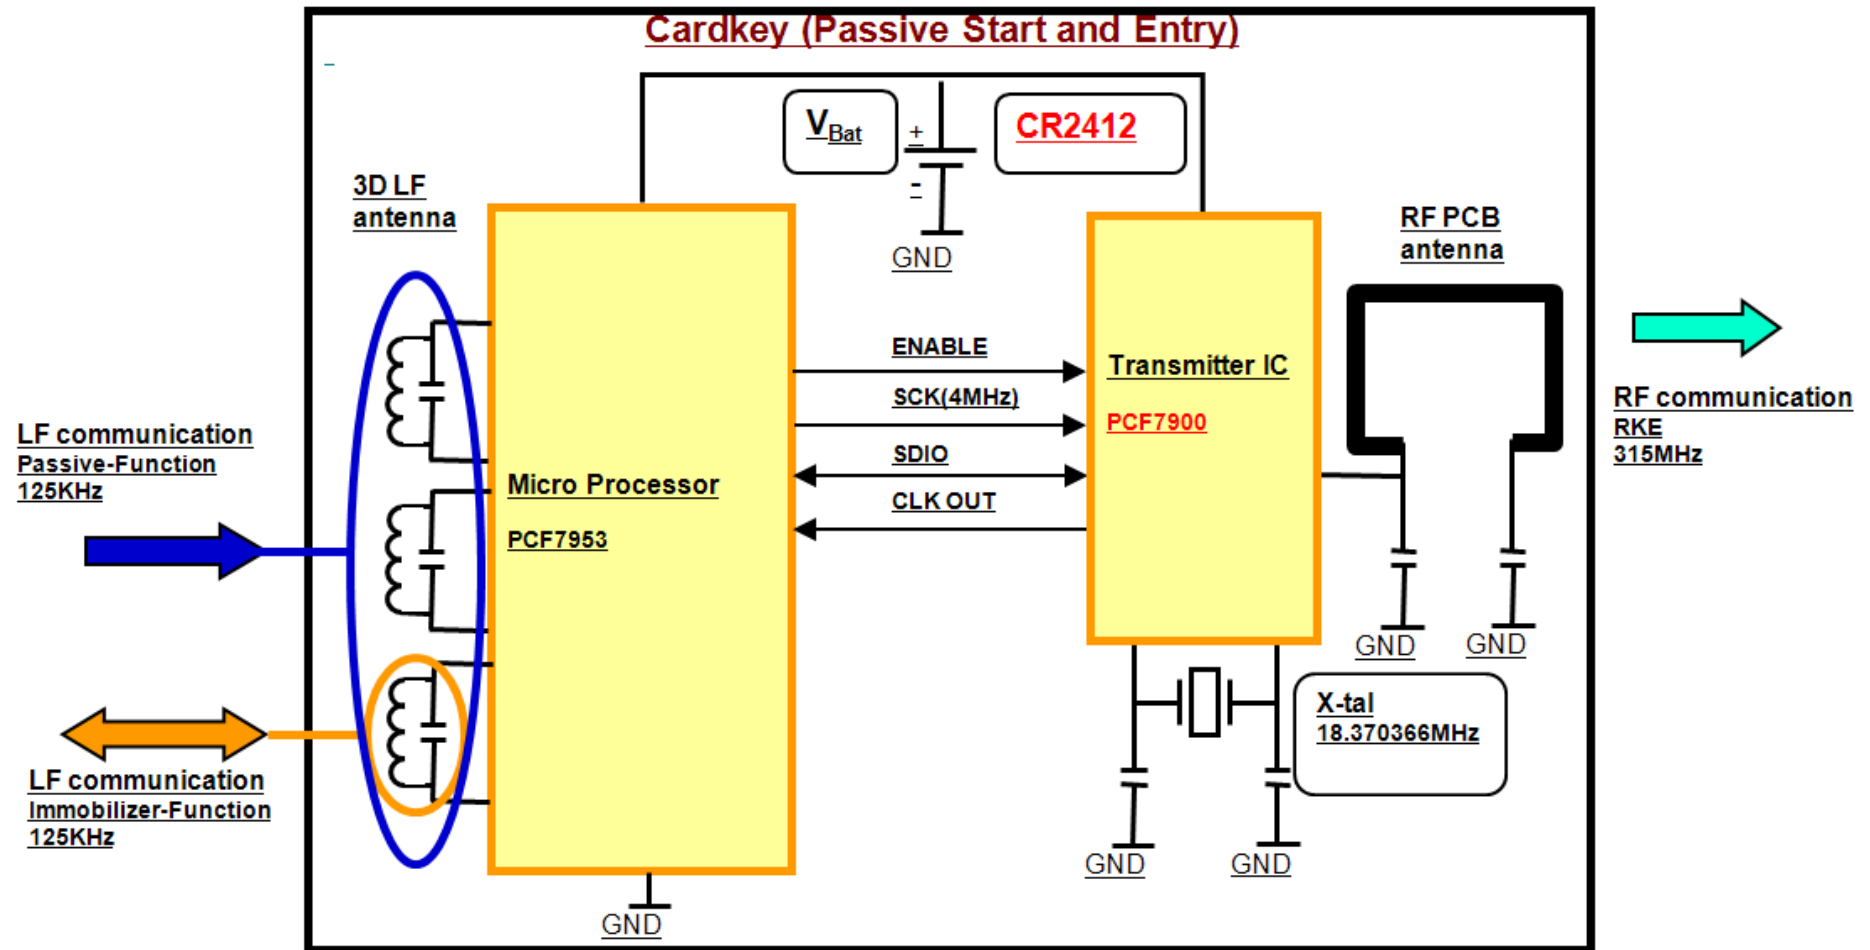 Cardkey (Passive Start and Entry)
VBat
+
-
CR2412
GND
3D LF
antenna
RF PCB
antenna
ENABLE
SCK(4MHz)
SDIO
CLK OUT
Micro Processor
PCF7953
Transmitter IC
PCF7900
LF communication
Passive-Function
125KHz
RF communication
RKE
315MHz
LF communication
Immobilizer-Function
125KHz
GND
GND
X-tal
18.370366MHz
GND
GND
GND